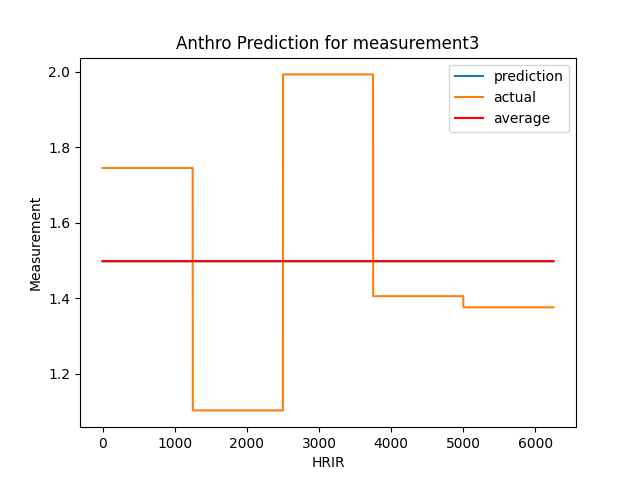 Anthro Prediction for measurement3
prediction
actual
average
2.0
1.8
1.6
1.4
1.2
Measurement
0 1000 2000 3000 4000 5000 6000
HRIR